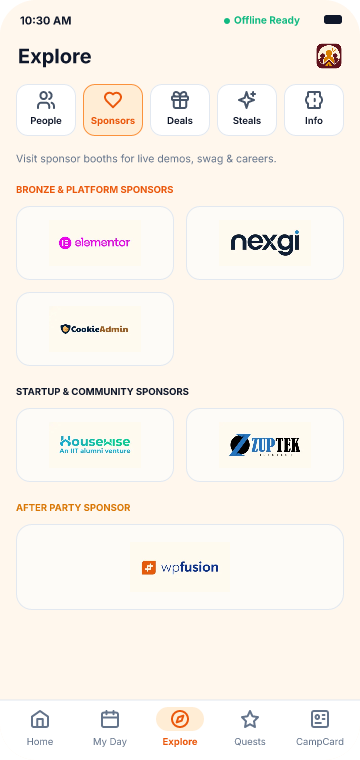 10:30 AM
Offline Ready
Explore
People
Sponsors
Deals
Steals
Info
Visit sponsor booths for live demos, swag & careers.
BRONZE & PLATFORM SPONSORS
elementor
nexgi
CookieAdmin
STARTUP & COMMUNITY SPONSORS
Housewise
An IIT alumni venture
ZUPTEK
AFTER PARTY SPONSOR
wpfusion
Home
My Day
Explore
Quests
CampCard